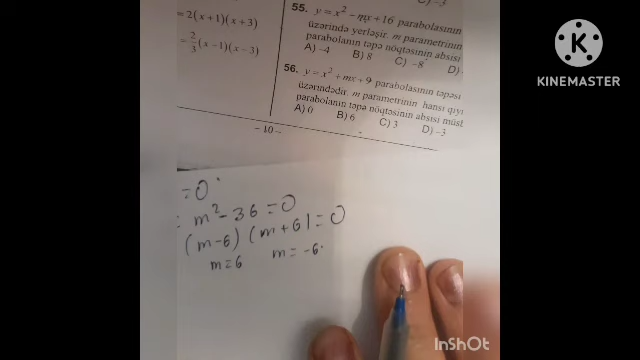 = 2(x+1)(x+3)
= 2/3 (x-1)(x-3)
- 10 -
55. y = x² - mx + 16 parabolasının
üzərində yerləşir. m parametrinin
parabolanın təpə nöqtəsinin absisi
A) -4 B) 8 C) -8 D)
56. y = x² + mx + 9 parabolasının təpəsi
üzərindədir. m parametrinin hansı
parabolanın təpə nöqtəsinin absisi
A) 0 B) 6 C) 3 D) -3
= 0
= m² - 36 = 0
(m - 6) (m + 6) = 0
m = 6 m = -6
KINEMASTER
InShOt